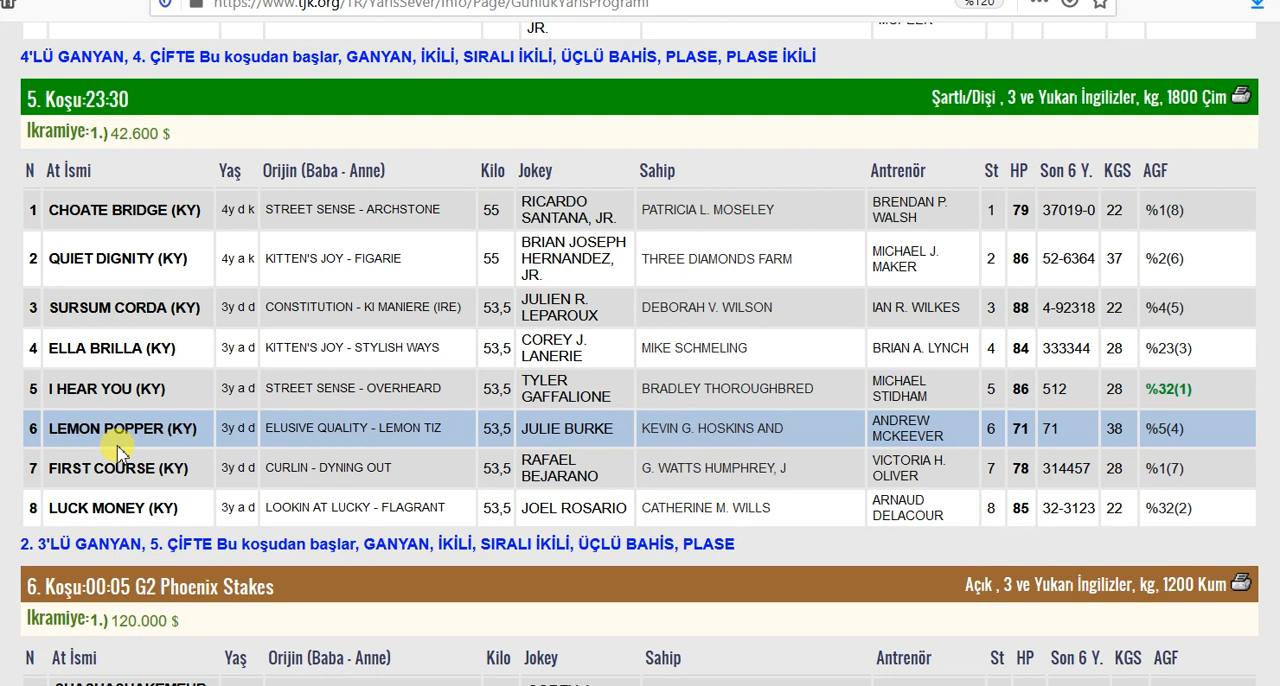 https://www.tjk.org/TR/YarisSever/Info/Page/GunlukYarisProgrami
%120
JR.
4'LÜ GANYAN, 4. ÇİFTE Bu koşudan başlar, GANYAN, İKİLİ, SIRALI İKİLİ, ÜÇLÜ BAHİS, PLASE, PLASE İKİLİ
5. Koşu:23:30 Şartlı/Dişi , 3 ve Yukarı İngilizler, kg, 1800 Çim
İkramiye:1.) 42.600 $
N At İsmi Yaş Orijin (Baba - Anne) Kilo Jokey Sahip Antrenör St HP Son 6 Y. KGS AGF
1 CHOATE BRIDGE (KY) 4y d k STREET SENSE - ARCHSTONE 55 RICARDO SANTANA, JR. PATRICIA L. MOSELEY BRENDAN P. WALSH 1 79 37019-0 22 %1(8)
2 QUIET DIGNITY (KY) 4y a k KITTEN'S JOY - FIGARIE 55 BRIAN JOSEPH HERNANDEZ, JR. THREE DIAMONDS FARM MICHAEL J. MAKER 2 86 52-6364 37 %2(6)
3 SURSUM CORDA (KY) 3y d d CONSTITUTION - KI MANIERE (IRE) 53,5 JULIEN R. LEPAROUX DEBORAH V. WILSON IAN R. WILKES 3 88 4-92318 22 %4(5)
4 ELLA BRILLA (KY) 3y a d KITTEN'S JOY - STYLISH WAYS 53,5 COREY J. LANERIE MIKE SCHMELING BRIAN A. LYNCH 4 84 333344 28 %23(3)
5 I HEAR YOU (KY) 3y a d STREET SENSE - OVERHEARD 53,5 TYLER GAFFALIONE BRADLEY THOROUGHBRED MICHAEL STIDHAM 5 86 512 28 %32(1)
6 LEMON POPPER (KY) 3y d d ELUSIVE QUALITY - LEMON TIZ 53,5 JULIE BURKE KEVIN G. HOSKINS AND ANDREW MCKEEVER 6 71 71 38 %5(4)
7 FIRST COURSE (KY) 3y d d CURLIN - DYNING OUT 53,5 RAFAEL BEJARANO G. WATTS HUMPHREY, J VICTORIA H. OLIVER 7 78 314457 28 %1(7)
8 LUCK MONEY (KY) 3y a d LOOKIN AT LUCKY - FLAGRANT 53,5 JOEL ROSARIO CATHERINE M. WILLS ARNAUD DELACOUR 8 85 32-3123 22 %32(2)
2. 3'LÜ GANYAN, 5. ÇİFTE Bu koşudan başlar, GANYAN, İKİLİ, SIRALI İKİLİ, ÜÇLÜ BAHİS, PLASE
6. Koşu:00:05 G2 Phoenix Stakes Açık , 3 ve Yukarı İngilizler, kg, 1200 Kum
İkramiye:1.) 120.000 $
N At İsmi Yaş Orijin (Baba - Anne) Kilo Jokey Sahip Antrenör St HP Son 6 Y. KGS AGF